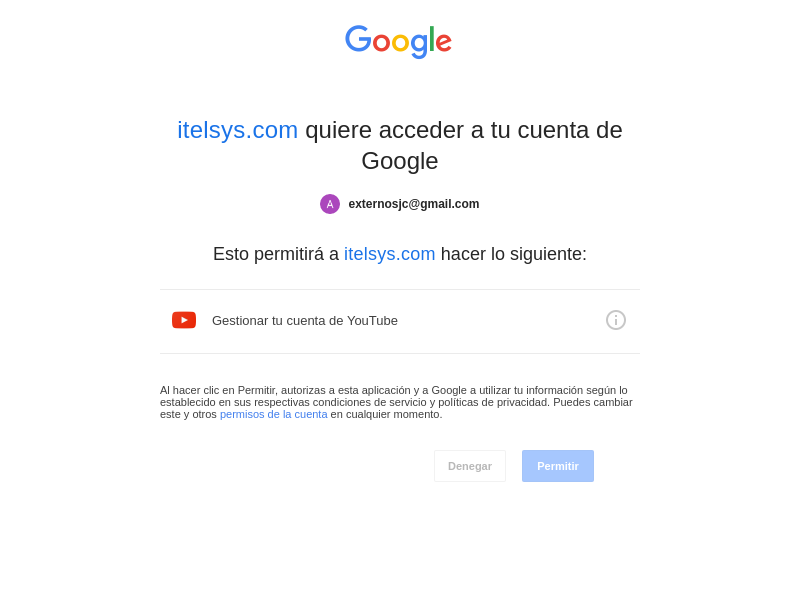 Google
itelsys.com quiere acceder a tu cuenta de
Google
A externosjc@gmail.com
Esto permitirá a itelsys.com hacer lo siguiente:
Gestionar tu cuenta de YouTube
Al hacer clic en Permitir, autorizas a esta aplicación y a Google a utilizar tu información según lo
establecido en sus respectivas condiciones de servicio y políticas de privacidad. Puedes cambiar
este y otros permisos de la cuenta en cualquier momento.
Denegar Permitir